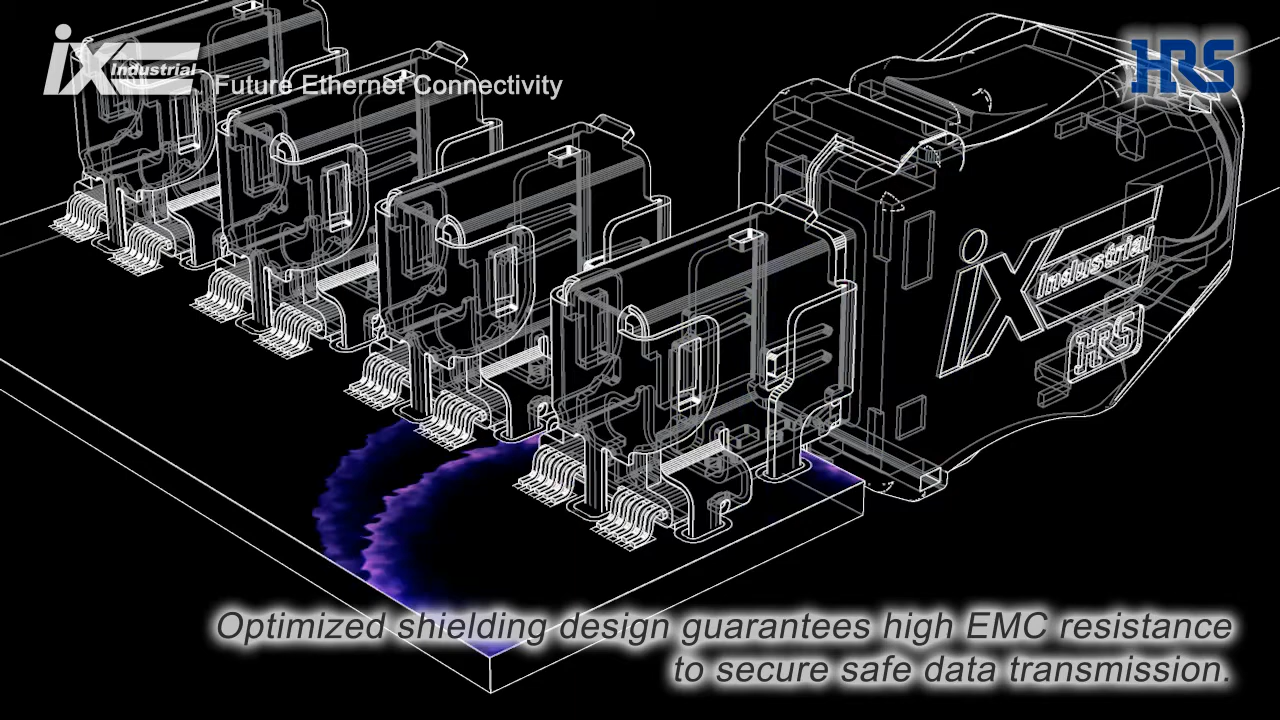 iX Industrial
Future Ethernet Connectivity
HRS
iX Industrial
HRS
Optimized shielding design guarantees high EMC resistance
to secure safe data transmission.